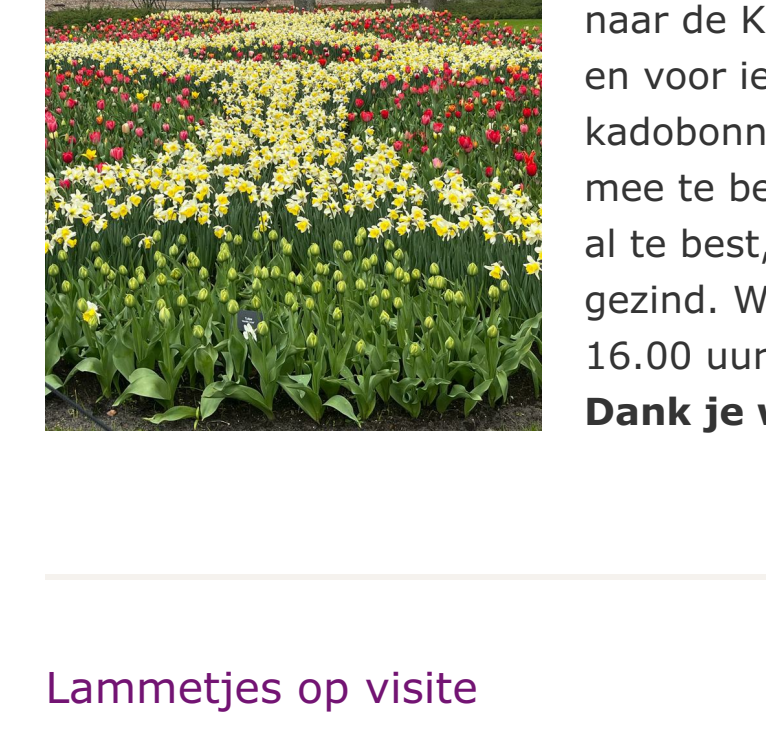 naar de K
en voor ie
kadobonn
mee te be
al te best,
gezind. W
16.00 uur
Dank je
Lammetjes op visite